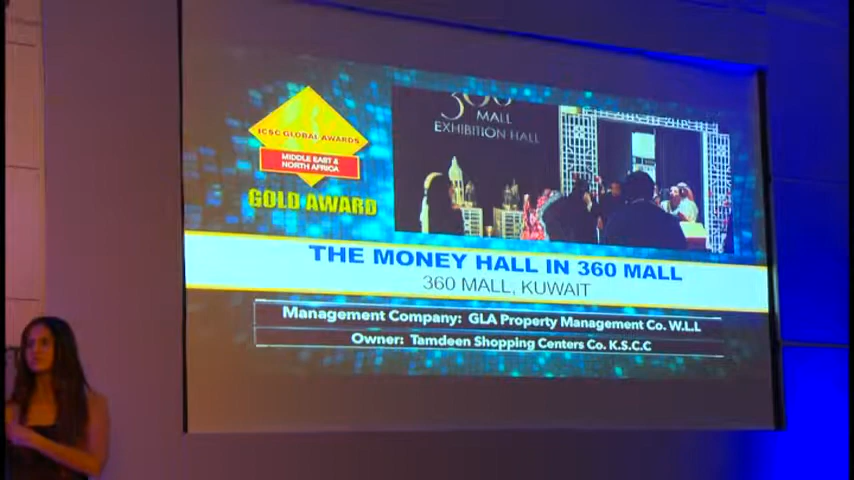 ICSC GLOBAL AWARDS
MIDDLE EAST &
NORTH AFRICA
GOLD AWARD
360
MALL
EXHIBITION HALL
THE MONEY HALL IN 360 MALL
360 MALL, KUWAIT
Management Company: GLA Property Management Co. W.L.L
Owner: Tamdeen Shopping Centers Co. K.S.C.C